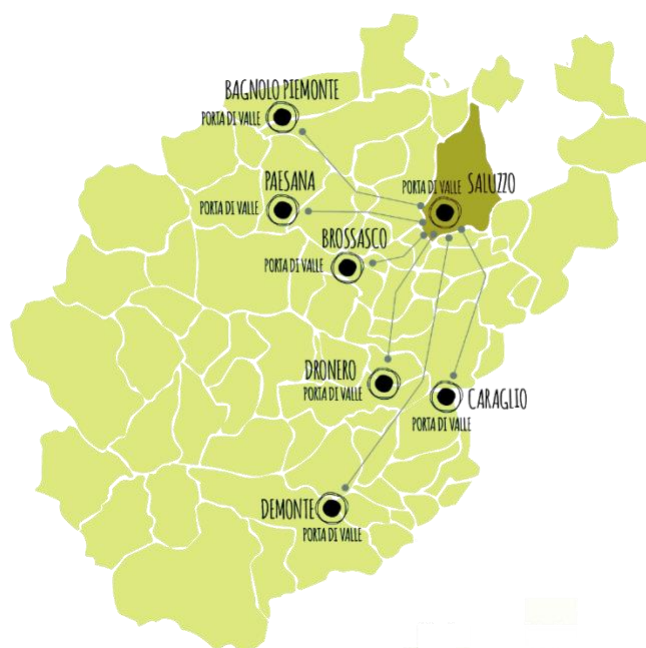 BAGNOLO PIEMONTE
PORTA DI VALLE
PAESANA
PORTA DI VALLE
PORTA DI VALLE SALUZZO
BROSSASCO
PORTA DI VALLE
DRONERO
PORTA DI VALLE
CARAGLIO
PORTA DI VALLE
DEMONTE
PORTA DI VALLE